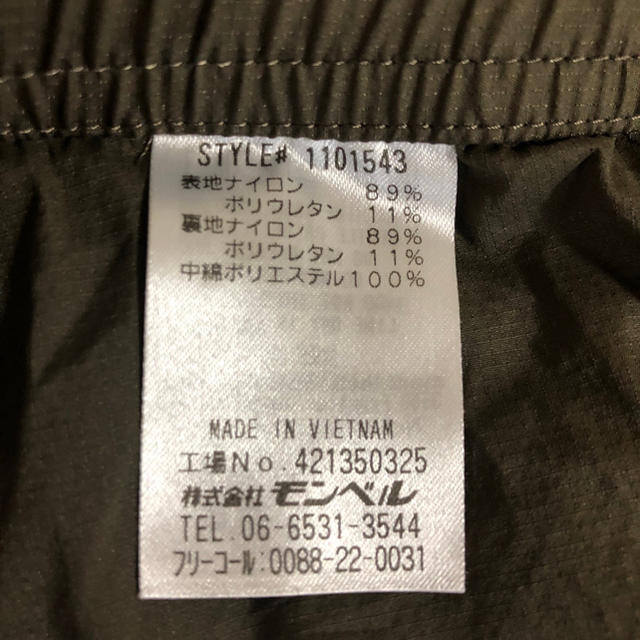 STYLE# 1101543
表地ナイロン 89%
ポリウレタン 11%
裏地ナイロン 89%
ポリウレタン 11%
中綿ポリエステル100%
MADE IN VIETNAM
工場No.421350325
株式会社 モンベル
TEL.06-6531-3544
フリーコール:0088-22-0031